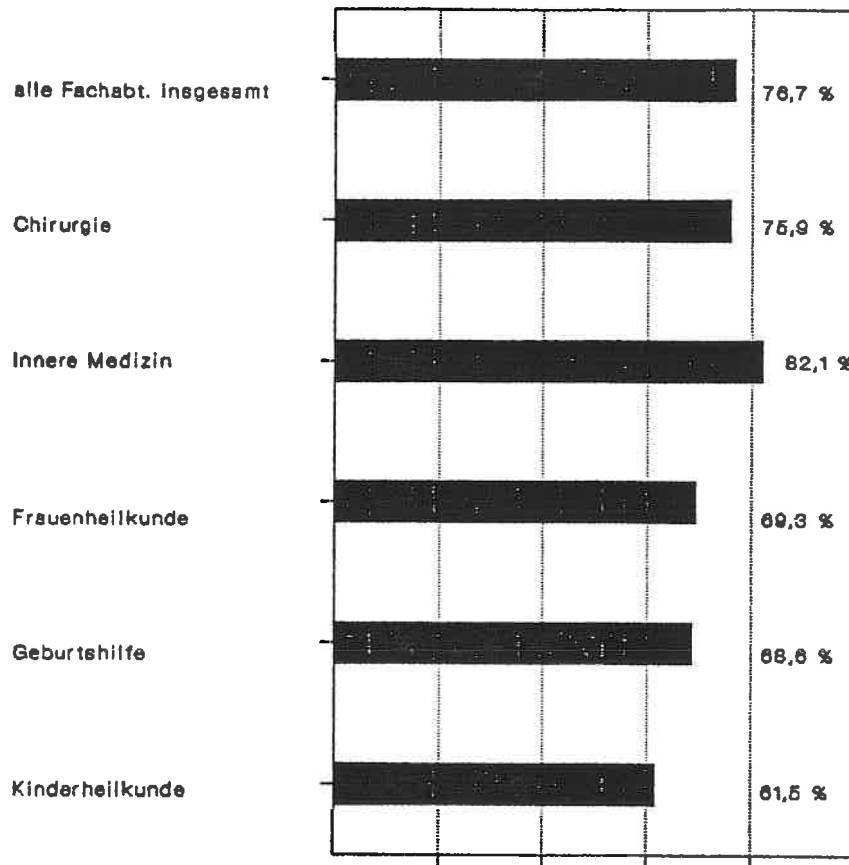 alle Fachabt. insgesamt 76,7 %
Chirurgie 75,9 %
Innere Medizin 82,1 %
Frauenheilkunde 69,3 %
Geburtshilfe 68,6 %
Kinderheilkunde 61,5 %